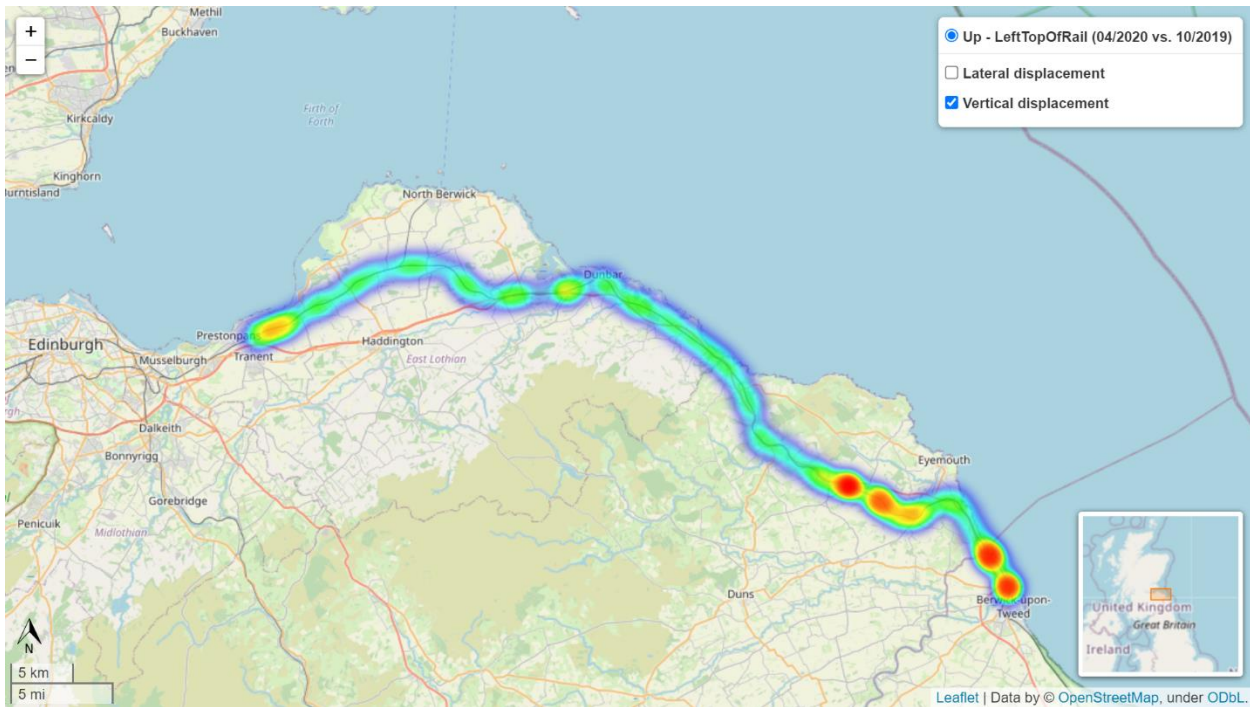 Methil
Buckhaven
+
−
Kirkcaldy
Firth of
Forth
Kinghorn
Burntisland
North Berwick
Dunbar
Prestonpans
Edinburgh
Musselburgh
Tranent
Haddington
East Lothian
Dalkeith
Bonnyrigg
Gorebridge
Penicuik
Midlothian
Eyemouth
Duns
Berwick-upon-
Tweed
Up - LeftTopOfRail (04/2020 vs. 10/2019)
Lateral displacement
Vertical displacement
United Kingdom
Great Britain
Ireland
N
5 km
5 mi
Leaflet | Data by © OpenStreetMap, under ODbL.